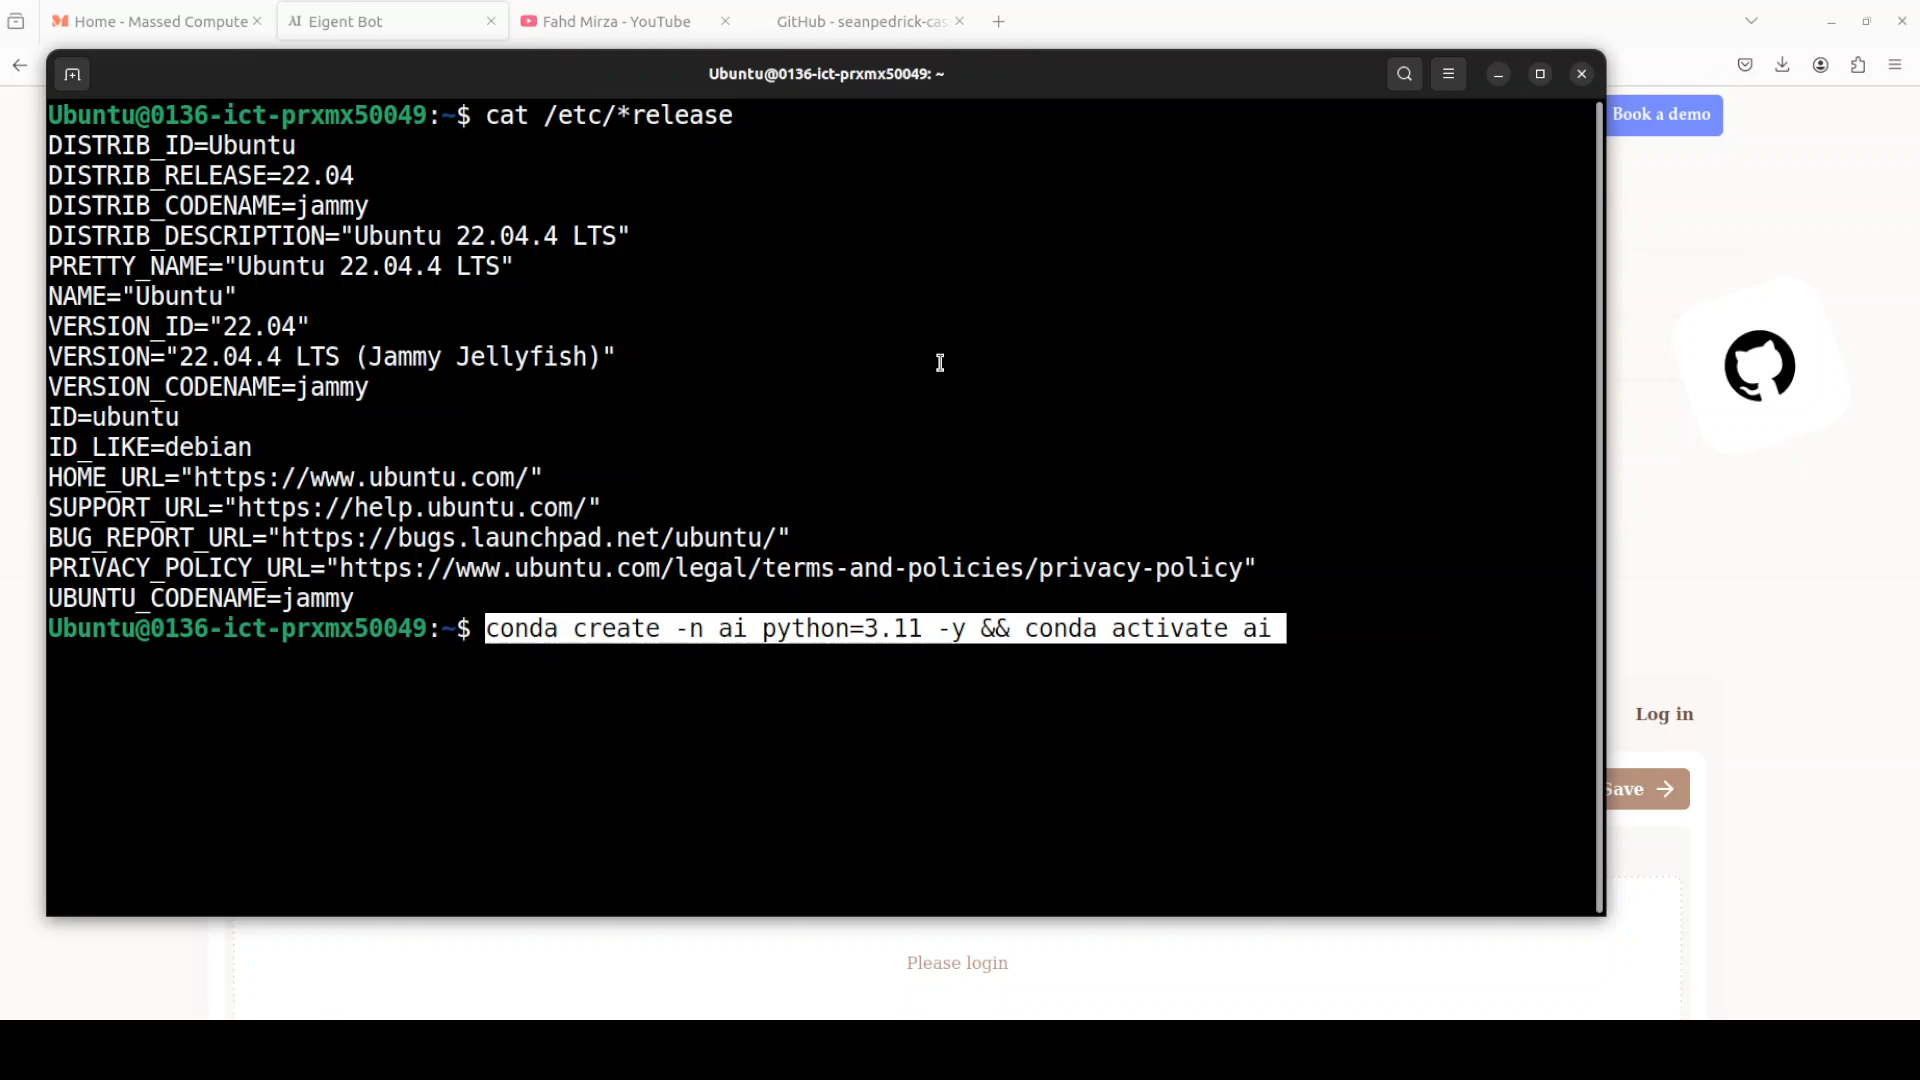 Home - Massed Compute
AI Eigent Bot
Fahd Mirza - YouTube
GitHub - seanpedrick-cas
Ubuntu@0136-ict-prxmx50049: ~
Book a demo
Ubuntu@0136-ict-prxmx50049:~$ cat /etc/*release
DISTRIB_ID=Ubuntu
DISTRIB_RELEASE=22.04
DISTRIB_CODENAME=jammy
DISTRIB_DESCRIPTION="Ubuntu 22.04.4 LTS"
PRETTY_NAME="Ubuntu 22.04.4 LTS"
NAME="Ubuntu"
VERSION_ID="22.04"
VERSION="22.04.4 LTS (Jammy Jellyfish)"
VERSION_CODENAME=jammy
ID=ubuntu
ID_LIKE=debian
HOME_URL="https://www.ubuntu.com/"
SUPPORT_URL="https://help.ubuntu.com/"
BUG_REPORT_URL="https://bugs.launchpad.net/ubuntu/"
PRIVACY_POLICY_URL="https://www.ubuntu.com/legal/terms-and-policies/privacy-policy"
UBUNTU_CODENAME=jammy
Ubuntu@0136-ict-prxmx50049:~$ conda create -n ai python=3.11 -y && conda activate ai
Log in
Save
Please login